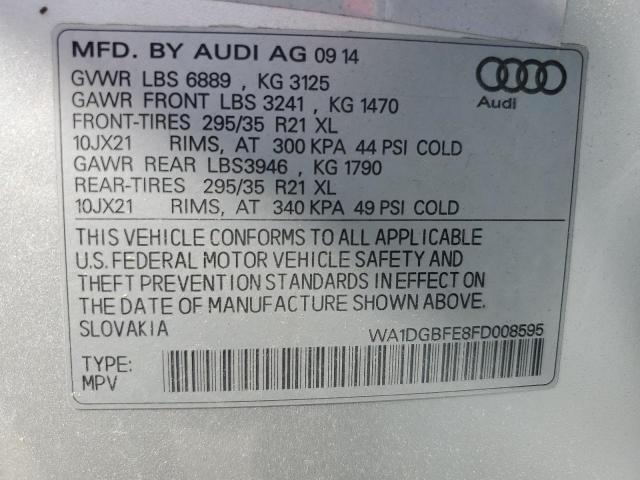 MFD. BY AUDI AG 09 14
GVWR LBS 6889 , KG 3125
GAWR FRONT LBS 3241 , KG 1470
FRONT-TIRES 295/35 R21 XL
10JX21 RIMS, AT 300 KPA 44 PSI COLD
GAWR REAR LBS3946 , KG 1790
REAR-TIRES 295/35 R21 XL
10JX21 RIMS, AT 340 KPA 49 PSI COLD
Audi
THIS VEHICLE CONFORMS TO ALL APPLICABLE
U.S. FEDERAL MOTOR VEHICLE SAFETY AND
THEFT PREVENTION STANDARDS IN EFFECT ON
THE DATE OF MANUFACTURE SHOWN ABOVE.
SLOVAKIA
WA1DGBFE8FD008595
TYPE:
MPV